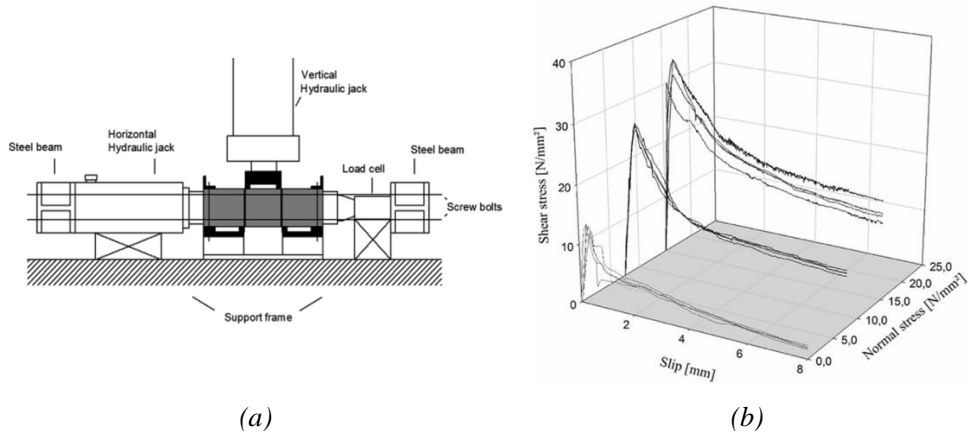 Vertical
Hydraulic jack
Horizontal
Hydraulic jack
Steel beam
Steel beam
Load cell
Screw bolts
Support frame
(a)
40
30
20
10
0
Shear stress [N/mm²]
2
4
6
8
Slip [mm]
0,0
5,0
10,0
15,0
20,0
25,0
Normal stress [N/mm²]
(b)